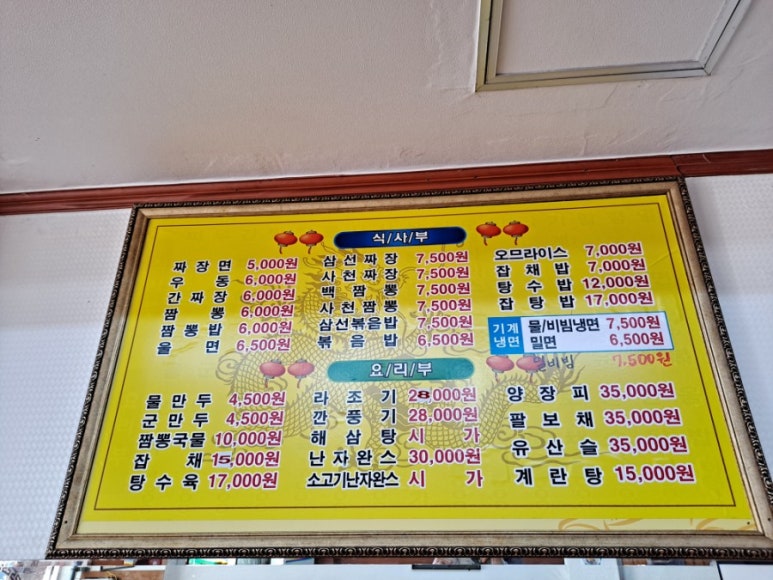 식/사/부
짜장면 5,000원
우동 6,000원
간짜장 6,000원
짬뽕 6,000원
짬뽕밥 6,000원
울면 6,500원
삼선짜장 7,500원
사천짜장 7,500원
백짬뽕 7,500원
사천짬뽕 7,500원
삼선볶음밥 7,500원
볶음밥 6,500원
오므라이스 7,000원
잡채밥 7,000원
탕수밥 12,000원
잡탕밥 17,000원
기계냉면
물/비빔냉면 7,500원
밀면 6,500원
밀비빔 7.500원
요/리/부
물만두 4,500원
군만두 4,500원
짬뽕국물 10,000원
잡채 15,000원
탕수육 17,000원
라조기 28,000원
깐풍기 28,000원
해삼탕 시가
난자완스 30,000원
소고기난자완스 시가
양장피 35,000원
팔보채 35,000원
유산슬 35,000원
계란탕 15,000원